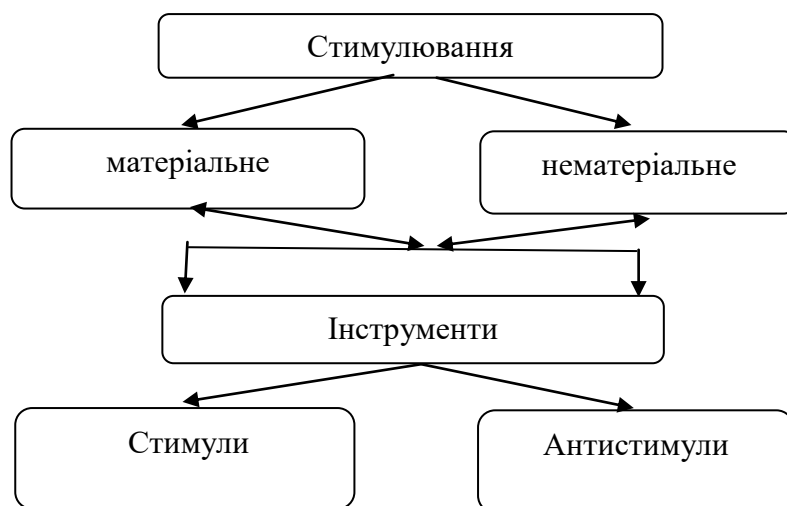 Стимулювання
матеріальне
нематеріальне
Інструменти
Стимули
Антистимули